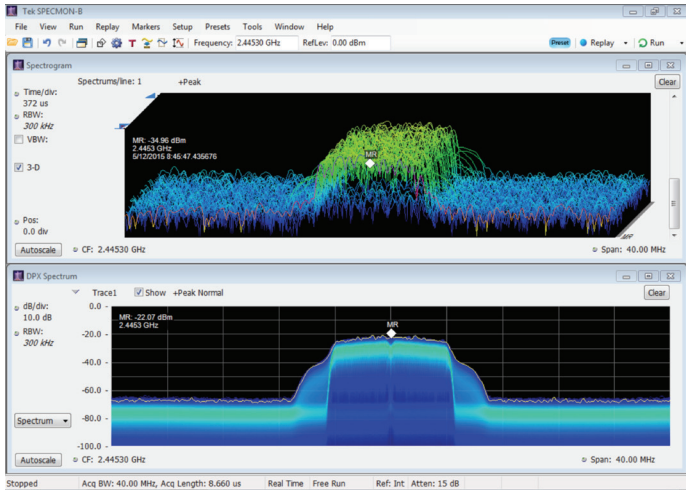 Tek SPECMON-B
File View Run Replay Markers Setup Presets Tools Window Help
T Frequency: 2.44530 GHz RefLev: 0.00 dBm Preset Replay Run
Spectrogram
Spectrums/line: 1 +Peak Clear
Time/div:
372 us
RBW:
300 kHz
VBW:
3-D
Pos:
0.0 div
MR: -34.96 dBm
2.4453 GHz
5/12/2015 8:45:47.435676
MR
Autoscale CF: 2.44530 GHz Span: 40.00 MHz
DPX Spectrum
Trace1 Show +Peak Normal Clear
dB/div:
10.0 dB
RBW:
300 kHz
Spectrum
0.0
-20.0
-40.0
-60.0
-80.0
-100.0
MR: -22.07 dBm
2.4453 GHz
MR
Autoscale CF: 2.44530 GHz Span: 40.00 MHz
Stopped Acq BW: 40.00 MHz, Acq Length: 8.660 us Real Time Free Run Ref: Int Atten: 15 dB